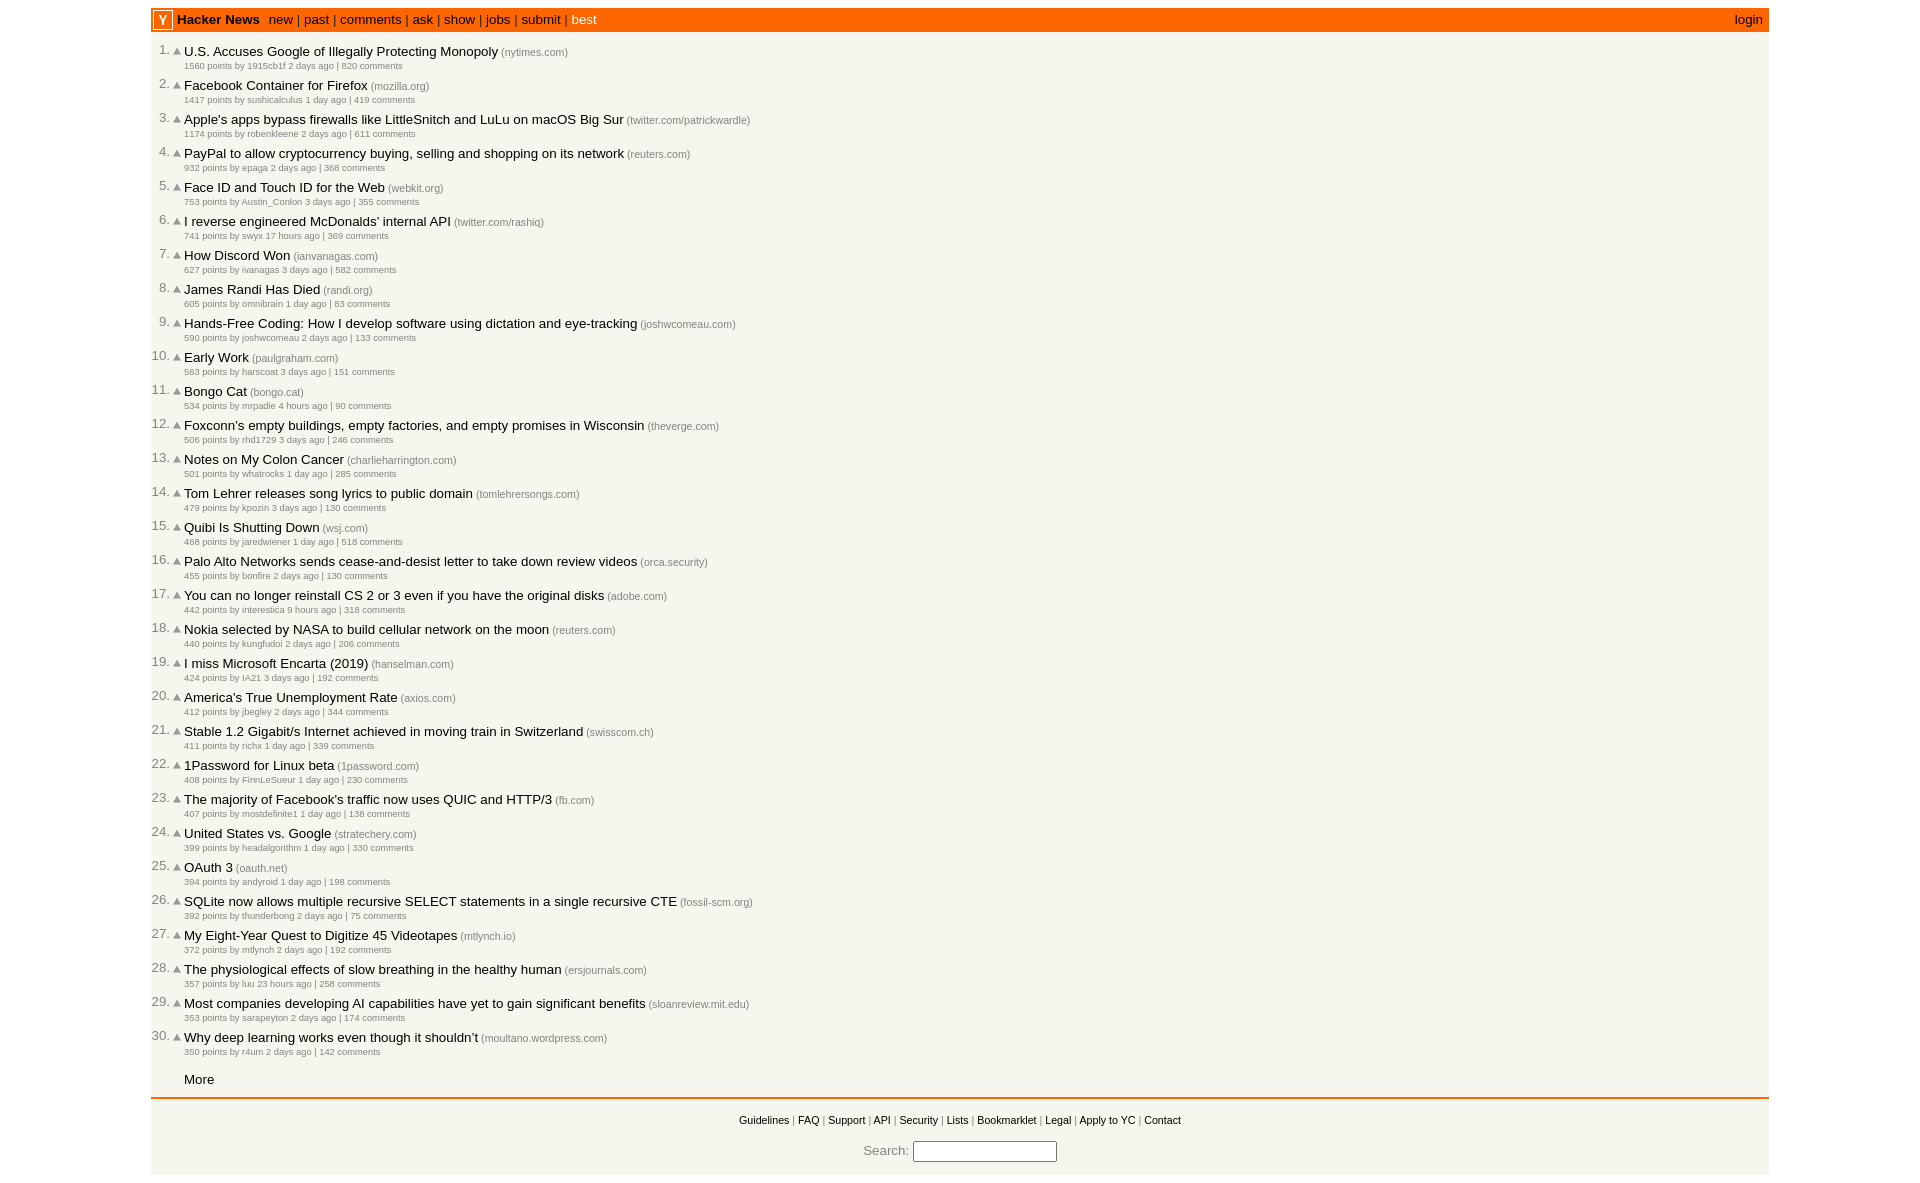 Y Hacker News new | past | comments | ask | show | jobs | submit | best login
1. U.S. Accuses Google of Illegally Protecting Monopoly (nytimes.com)
1560 points by 1915cb1f 2 days ago | 820 comments
2. Facebook Container for Firefox (mozilla.org)
1417 points by sushicalculus 1 day ago | 419 comments
3. Apple's apps bypass firewalls like LittleSnitch and LuLu on macOS Big Sur (twitter.com/patrickwardle)
1174 points by robenkleene 2 days ago | 611 comments
4. PayPal to allow cryptocurrency buying, selling and shopping on its network (reuters.com)
932 points by epaga 2 days ago | 368 comments
5. Face ID and Touch ID for the Web (webkit.org)
753 points by Austin_Conlon 3 days ago | 355 comments
6. I reverse engineered McDonalds' internal API (twitter.com/rashiq)
741 points by swyx 17 hours ago | 369 comments
7. How Discord Won (ianvanagas.com)
627 points by ivanagas 3 days ago | 582 comments
8. James Randi Has Died (randi.org)
605 points by omnibrain 1 day ago | 83 comments
9. Hands-Free Coding: How I develop software using dictation and eye-tracking (joshwcomeau.com)
590 points by joshwcomeau 2 days ago | 133 comments
10. Early Work (paulgraham.com)
563 points by harscoat 3 days ago | 151 comments
11. Bongo Cat (bongo.cat)
534 points by mrpadie 4 hours ago | 90 comments
12. Foxconn's empty buildings, empty factories, and empty promises in Wisconsin (theverge.com)
506 points by rhd1729 3 days ago | 246 comments
13. Notes on My Colon Cancer (charlieharrington.com)
501 points by whatrocks 1 day ago | 285 comments
14. Tom Lehrer releases song lyrics to public domain (tomlehrersongs.com)
479 points by kpozin 3 days ago | 130 comments
15. Quibi Is Shutting Down (wsj.com)
468 points by jaredwiener 1 day ago | 518 comments
16. Palo Alto Networks sends cease-and-desist letter to take down review videos (orca.security)
455 points by bonfire 2 days ago | 130 comments
17. You can no longer reinstall CS 2 or 3 even if you have the original disks (adobe.com)
442 points by interestica 9 hours ago | 318 comments
18. Nokia selected by NASA to build cellular network on the moon (reuters.com)
440 points by kungfudoi 2 days ago | 206 comments
19. I miss Microsoft Encarta (2019) (hanselman.com)
424 points by IA21 3 days ago | 192 comments
20. America's True Unemployment Rate (axios.com)
412 points by jbegley 2 days ago | 344 comments
21. Stable 1.2 Gigabit/s Internet achieved in moving train in Switzerland (swisscom.ch)
411 points by richx 1 day ago | 339 comments
22. 1Password for Linux beta (1password.com)
408 points by FinnLeSueur 1 day ago | 230 comments
23. The majority of Facebook's traffic now uses QUIC and HTTP/3 (fb.com)
407 points by mostdefinite1 1 day ago | 138 comments
24. United States vs. Google (stratechery.com)
399 points by headalgorithm 1 day ago | 330 comments
25. OAuth 3 (oauth.net)
394 points by andyroid 1 day ago | 198 comments
26. SQLite now allows multiple recursive SELECT statements in a single recursive CTE (fossil-scm.org)
392 points by thunderbong 2 days ago | 75 comments
27. My Eight-Year Quest to Digitize 45 Videotapes (mtlynch.io)
372 points by mtlynch 2 days ago | 192 comments
28. The physiological effects of slow breathing in the healthy human (ersjournals.com)
357 points by luu 23 hours ago | 258 comments
29. Most companies developing AI capabilities have yet to gain significant benefits (sloanreview.mit.edu)
353 points by sarapeyton 2 days ago | 174 comments
30. Why deep learning works even though it shouldn't (moultano.wordpress.com)
350 points by r4um 2 days ago | 142 comments
More
Guidelines | FAQ | Support | API | Security | Lists | Bookmarklet | Legal | Apply to YC | Contact
Search: